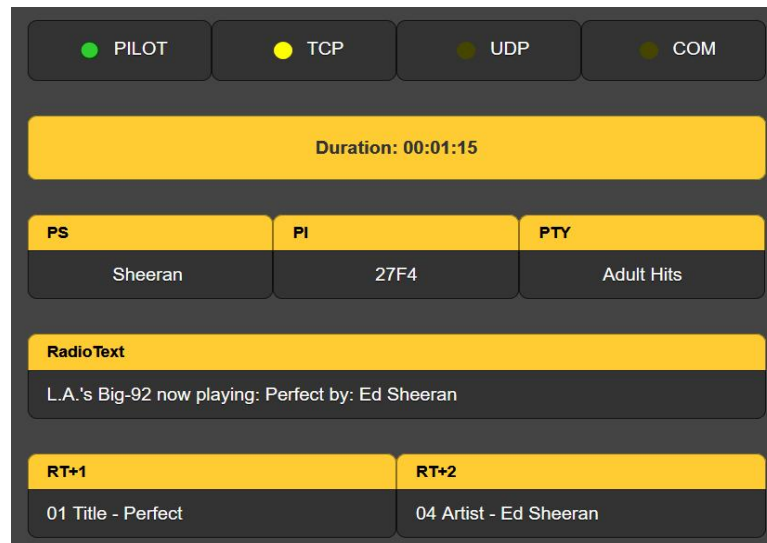 PILOT TCP UDP COM
Duration: 00:01:15
PS PI PTY
Sheeran 27F4 Adult Hits
RadioText
L.A.'s Big-92 now playing: Perfect by: Ed Sheeran
RT+1 RT+2
01 Title - Perfect 04 Artist - Ed Sheeran